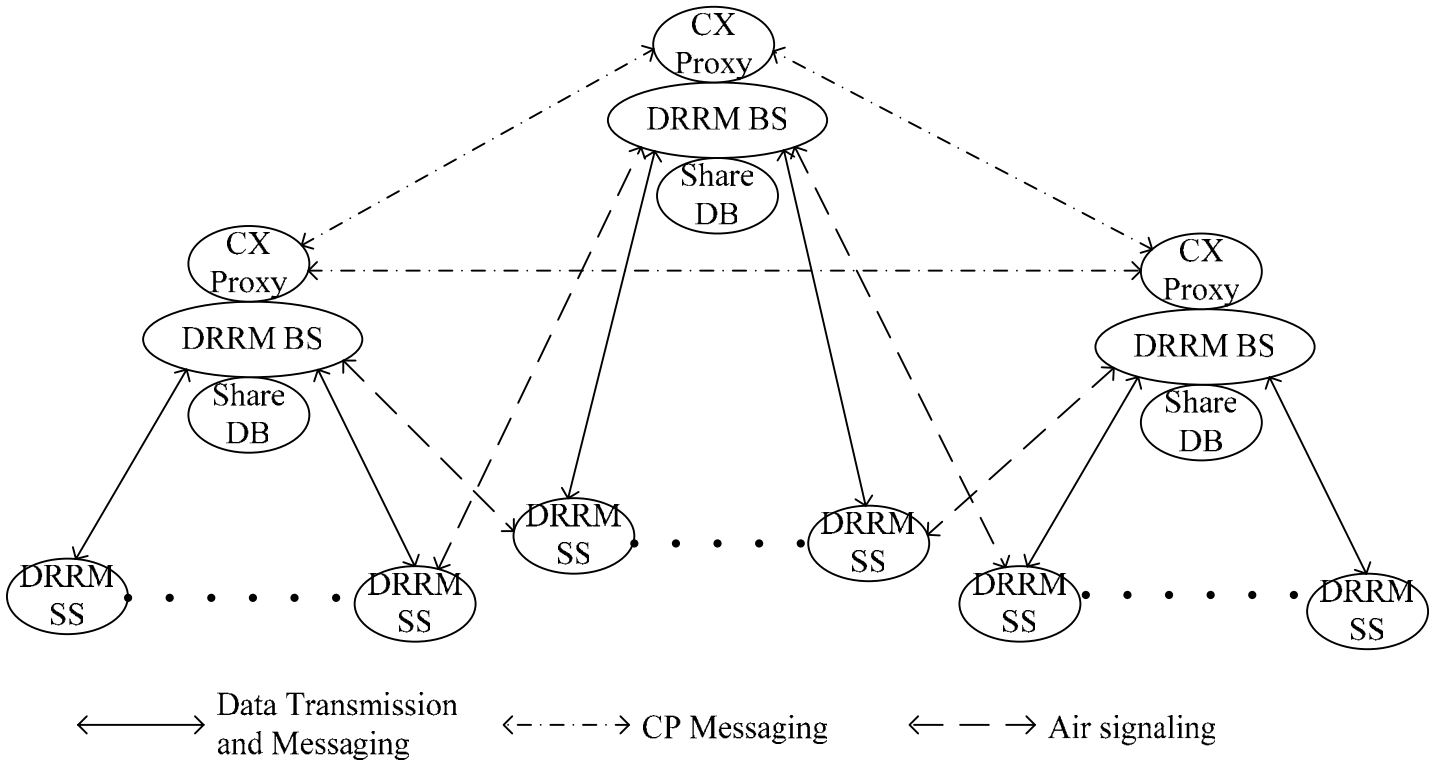 CX
Proxy
DRRM BS
Share
DB
CX
Proxy
DRRM BS
Share
DB
CX
Proxy
DRRM BS
Share
DB
DRRM
SS
DRRM
SS
DRRM
SS
DRRM
SS
DRRM
SS
DRRM
SS
Data Transmission
and Messaging
CP Messaging
Air signaling